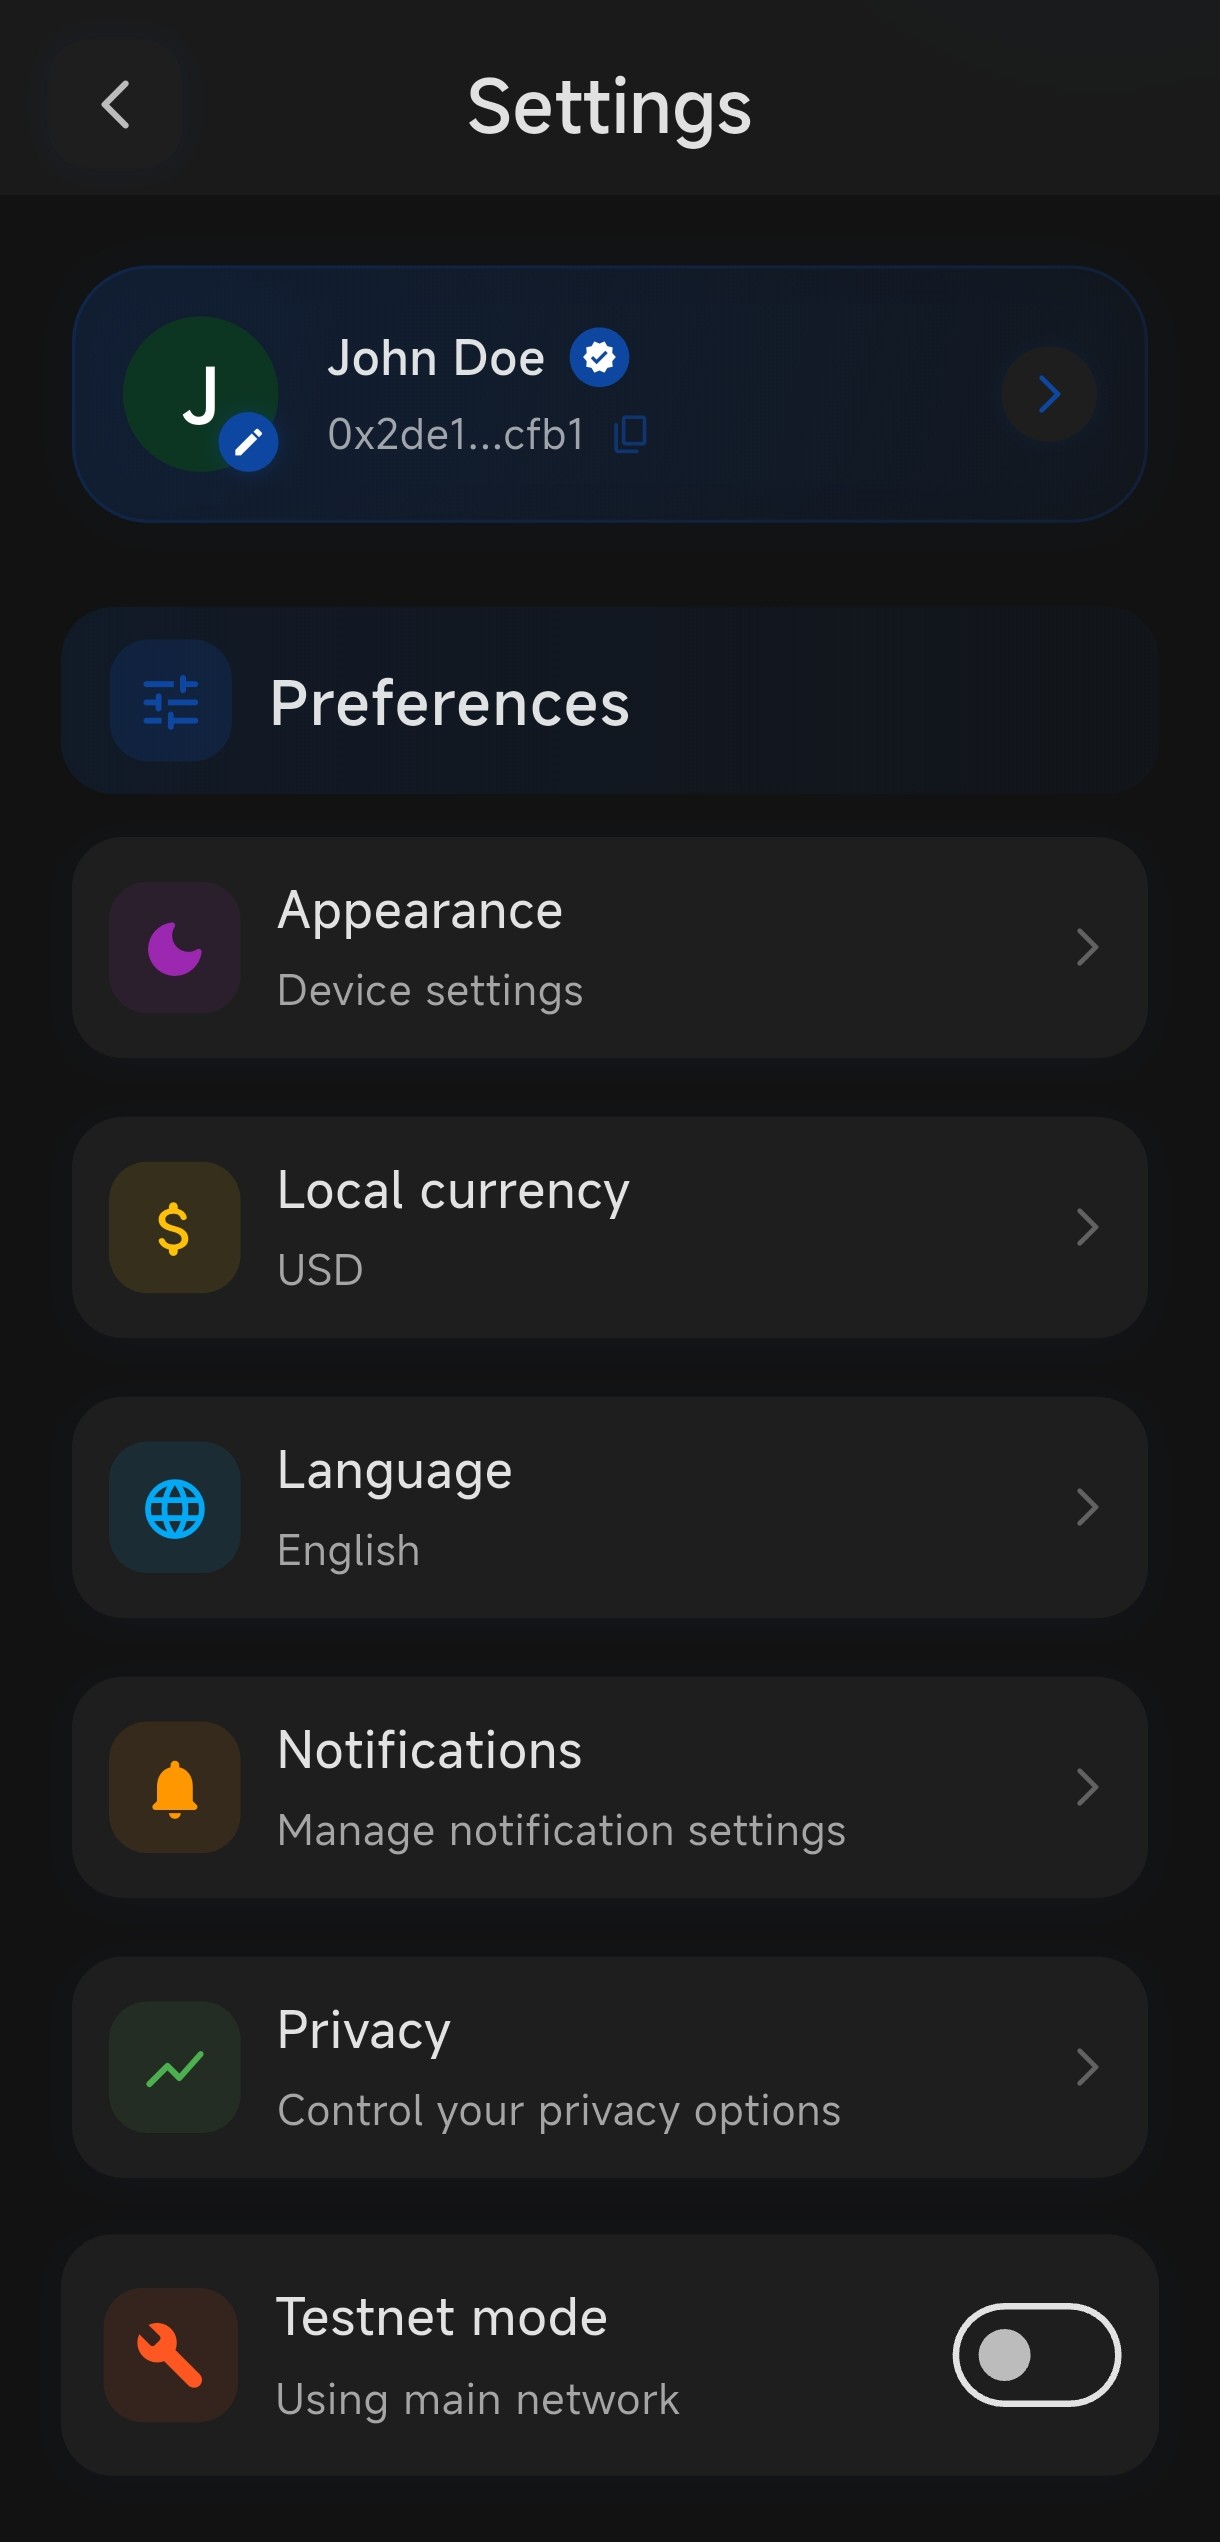 Settings
J
John Doe
0x2de1...cfb1
Preferences
Appearance
Device settings
$
Local currency
USD
Language
English
Notifications
Manage notification settings
Privacy
Control your privacy options
Testnet mode
Using main network